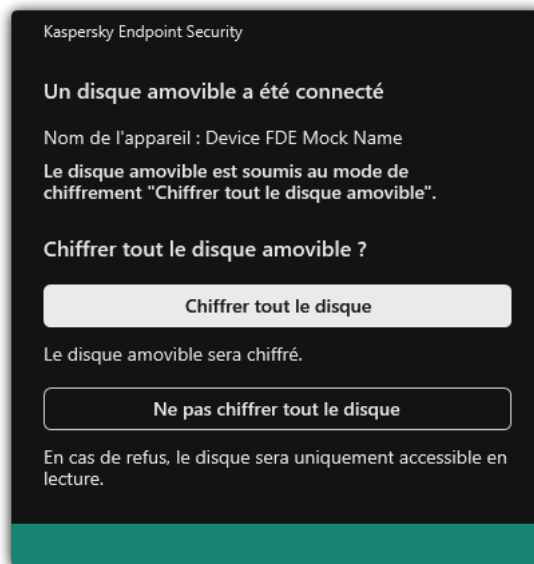 Kaspersky Endpoint Security
Un disque amovible a été connecté
Nom de l'appareil : Device FDE Mock Name
Le disque amovible est soumis au mode de
chiffrement "Chiffrer tout le disque amovible".
Chiffrer tout le disque amovible ?
Chiffrer tout le disque
Le disque amovible sera chiffré.
Ne pas chiffrer tout le disque
En cas de refus, le disque sera uniquement accessible en
lecture.